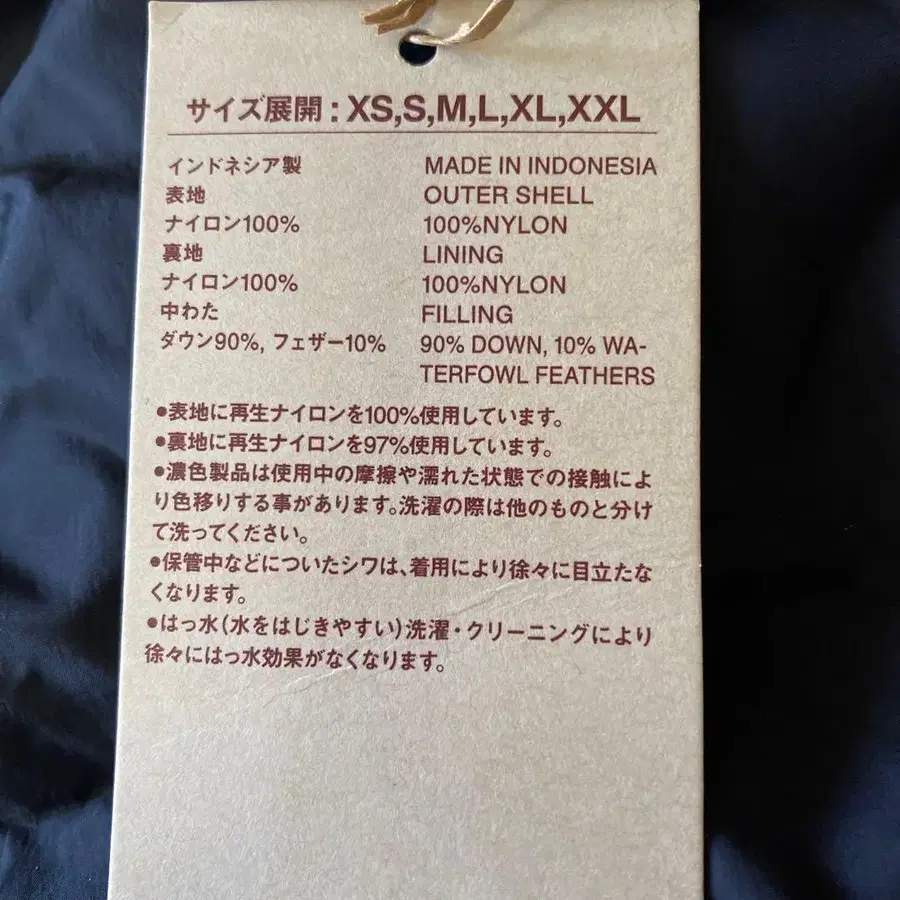 サイズ展開：XS,S,M,L,XL,XXL
インドネシア製 MADE IN INDONESIA
表地 OUTER SHELL
ナイロン100% 100%NYLON
裏地 LINING
ナイロン100% 100%NYLON
中わた FILLING
ダウン90%, フェザー10% 90% DOWN, 10% WA-
TERFOWL FEATHERS
●表地に再生ナイロンを100%使用しています。
●裏地に再生ナイロンを97%使用しています。
●濃色製品は使用中の摩擦や濡れた状態での接触によ
り色移りする事があります。洗濯の際は他のものと分け
て洗ってください。
●保管中などについたシワは、着用により徐々に目立たな
くなります。
●はっ水（水をはじきやすい）洗濯・クリーニングにより
徐々にはっ水効果がなくなります。